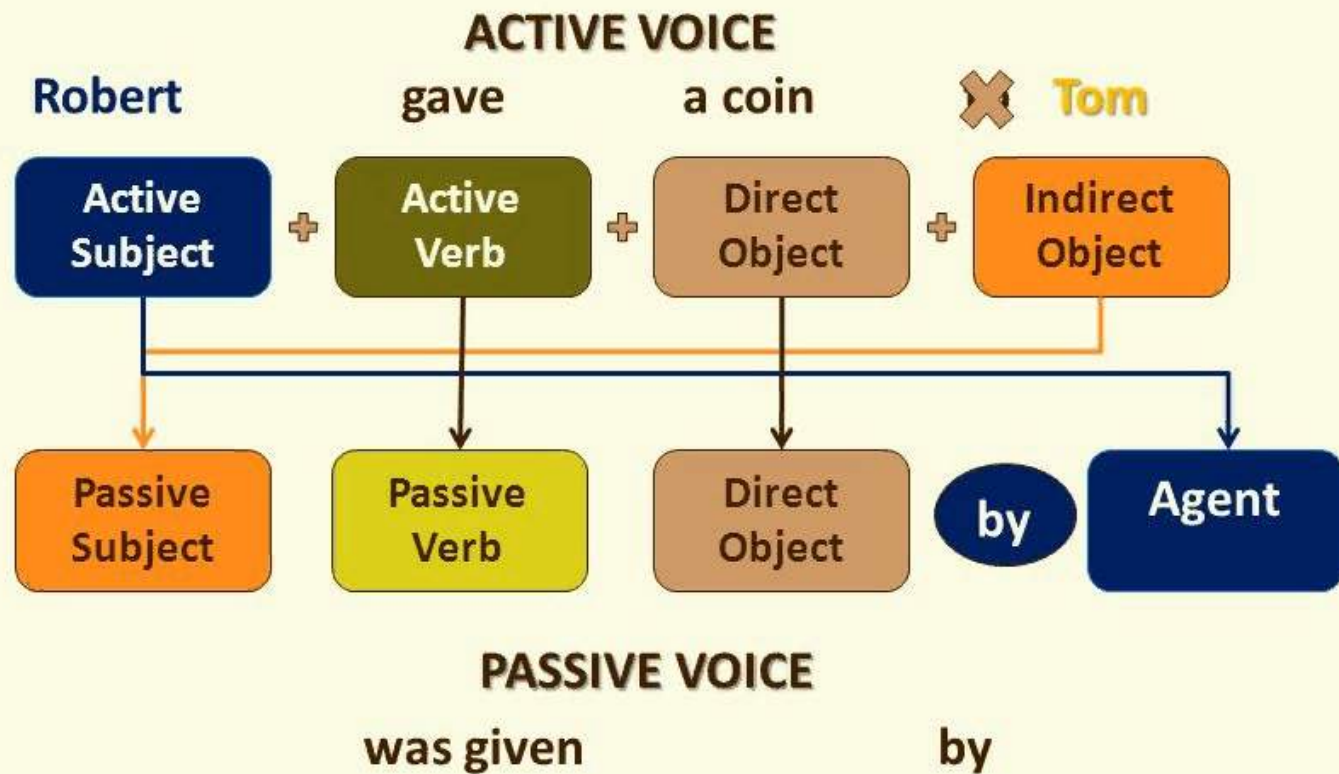 ACTIVE VOICE
Robert gave a coin Tom
Active Subject + Active Verb + Direct Object + Indirect Object
Passive Subject Passive Verb Direct Object by Agent
PASSIVE VOICE
was given by